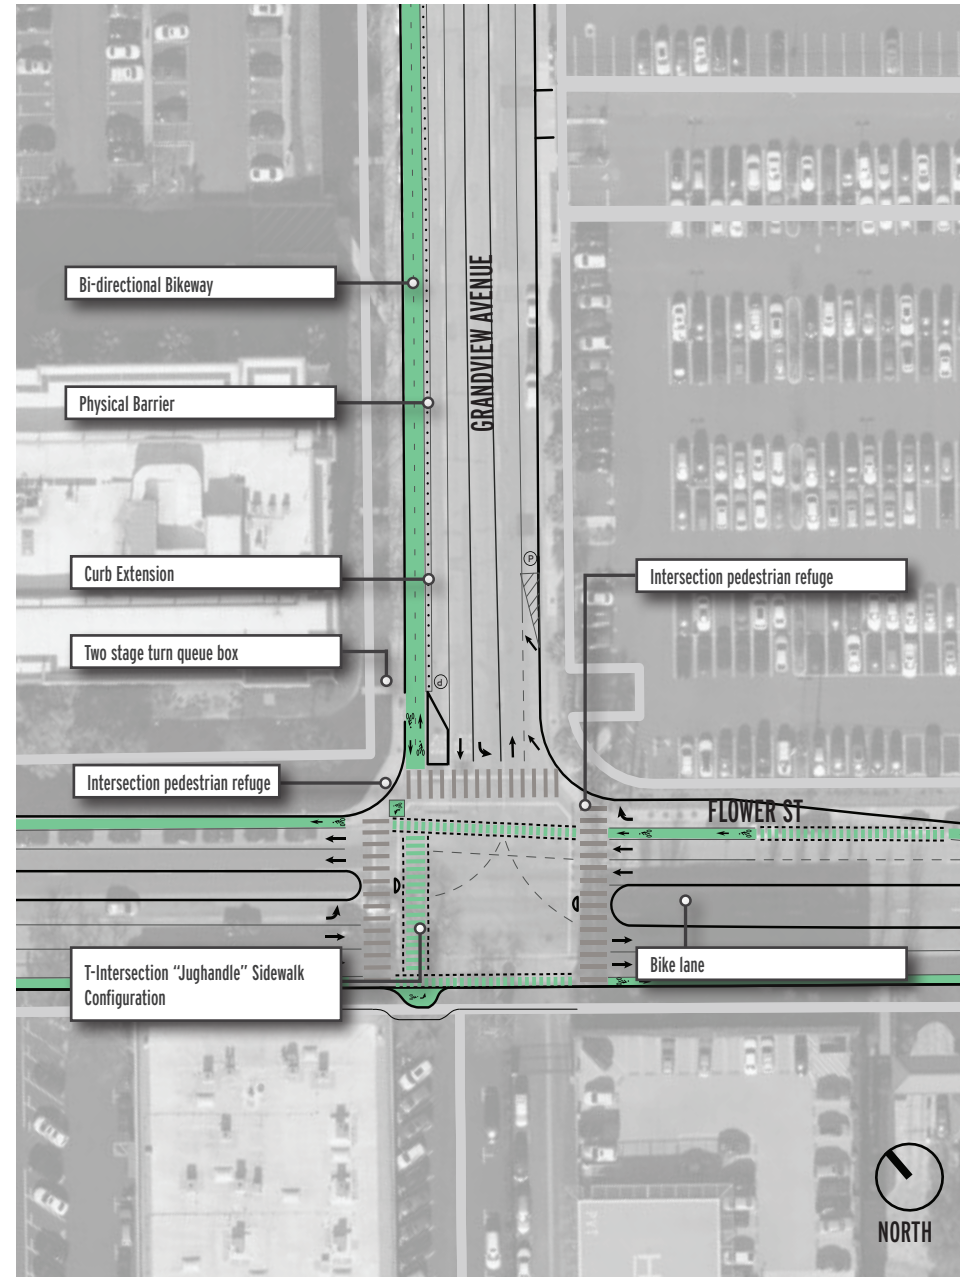 Bi-directional Bikeway
GRANDVIEW AVENUE
Physical Barrier
P
Curb Extension
Intersection pedestrian refuge
Two stage turn queue box
P
Intersection pedestrian refuge
FLOWER ST
T-Intersection “Jughandle” Sidewalk
Configuration
Bike lane
NORTH